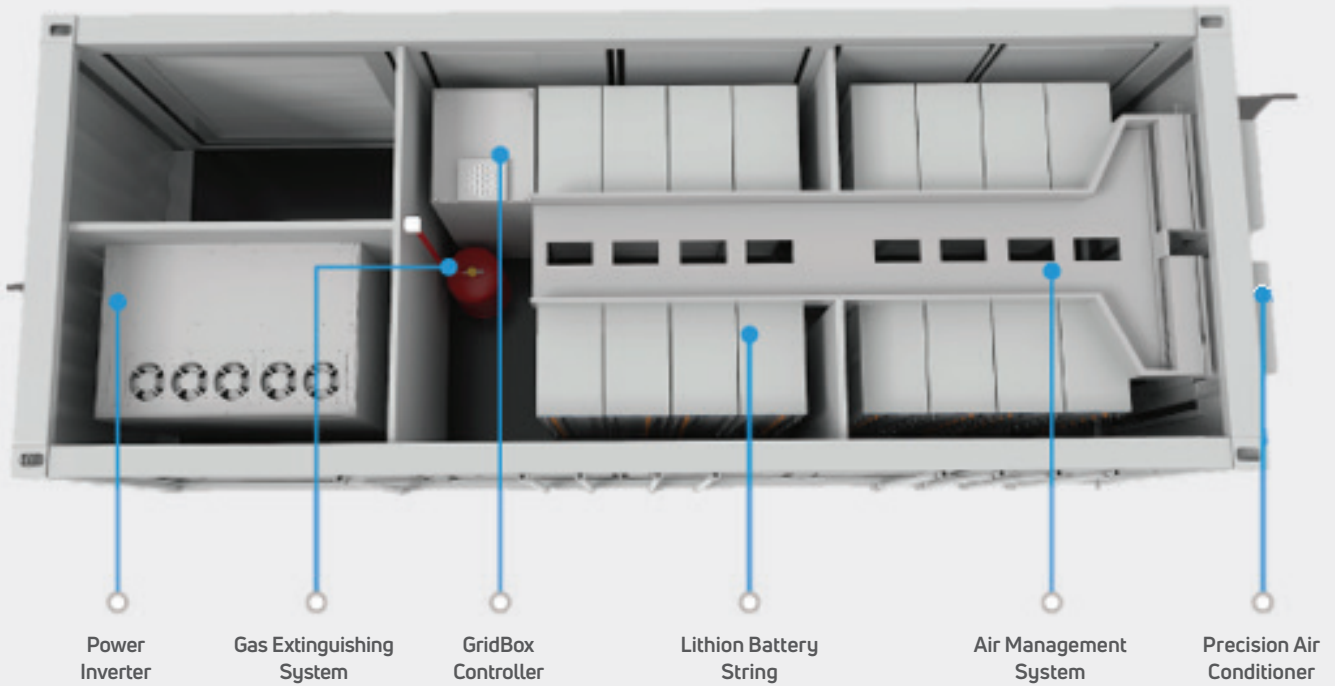 Power
Inverter
Gas Extinguishing
System
GridBox
Controller
Lithion Battery
String
Air Management
System
Precision Air
Conditioner